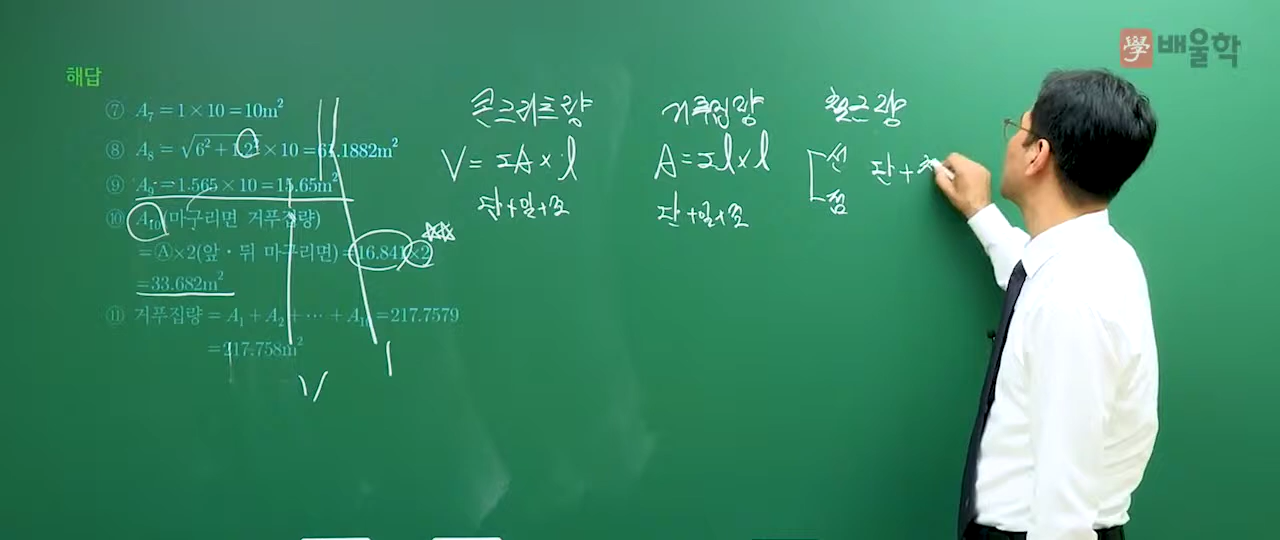 學 배울학
해답
⑦ A₇ = 1 × 10 = 10m²
⑧ A₈ = √(6² + 1.2²) × 10 = 61.1882m²
⑨ A₉ = 1.565 × 10 = 15.65m²
⑩ A₁₀(마구리면 거푸집량)
= Ⓐ×2(앞・뒤 마구리면) = 16.841×2
= 33.682m²
⑪ 거푸집량 = A₁ + A₂ + ⋯ + A₁₀ = 217.7579
= 217.758m²
콘크리트량
V = ΣA × l
단+일+조
거푸집량
A = Σl × l
단+일+조
철근량
선
점
단+